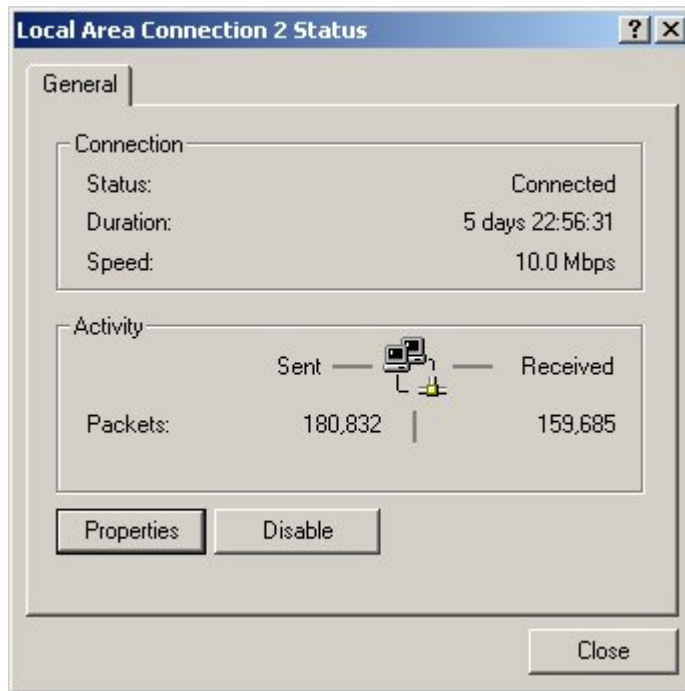 Local Area Connection 2 Status
General
Connection
Status: Connected
Duration: 5 days 22:56:31
Speed: 10.0 Mbps
Activity
Sent Received
Packets: 180,832 159,685
Properties Disable
Close